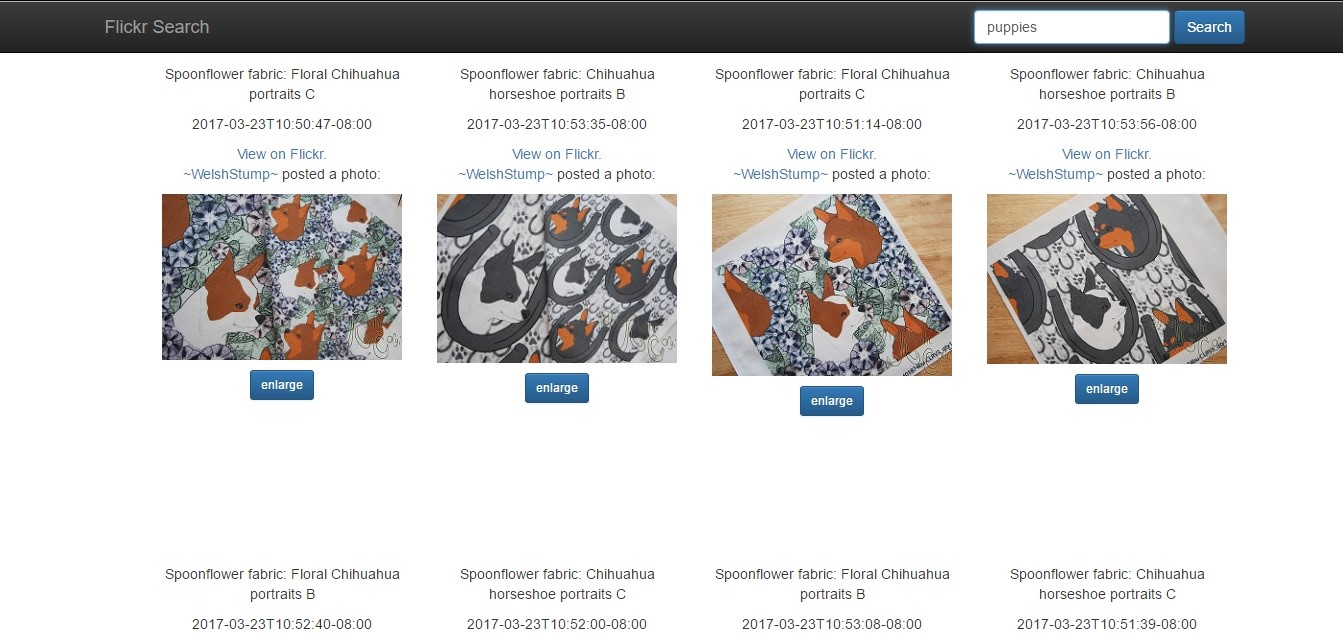 Flickr Search
puppies
Search
Spoonflower fabric: Floral Chihuahua
portraits C
2017-03-23T10:50:47-08:00
View on Flickr.
~WelshStump~ posted a photo:
enlarge
Spoonflower fabric: Chihuahua
horseshoe portraits B
2017-03-23T10:53:35-08:00
View on Flickr.
~WelshStump~ posted a photo:
enlarge
Spoonflower fabric: Floral Chihuahua
portraits C
2017-03-23T10:51:14-08:00
View on Flickr.
~WelshStump~ posted a photo:
enlarge
Spoonflower fabric: Chihuahua
horseshoe portraits B
2017-03-23T10:53:56-08:00
View on Flickr.
~WelshStump~ posted a photo:
enlarge
Spoonflower fabric: Floral Chihuahua
portraits B
2017-03-23T10:52:40-08:00
Spoonflower fabric: Chihuahua
horseshoe portraits C
2017-03-23T10:52:00-08:00
Spoonflower fabric: Floral Chihuahua
portraits B
2017-03-23T10:53:08-08:00
Spoonflower fabric: Chihuahua
horseshoe portraits C
2017-03-23T10:51:39-08:00